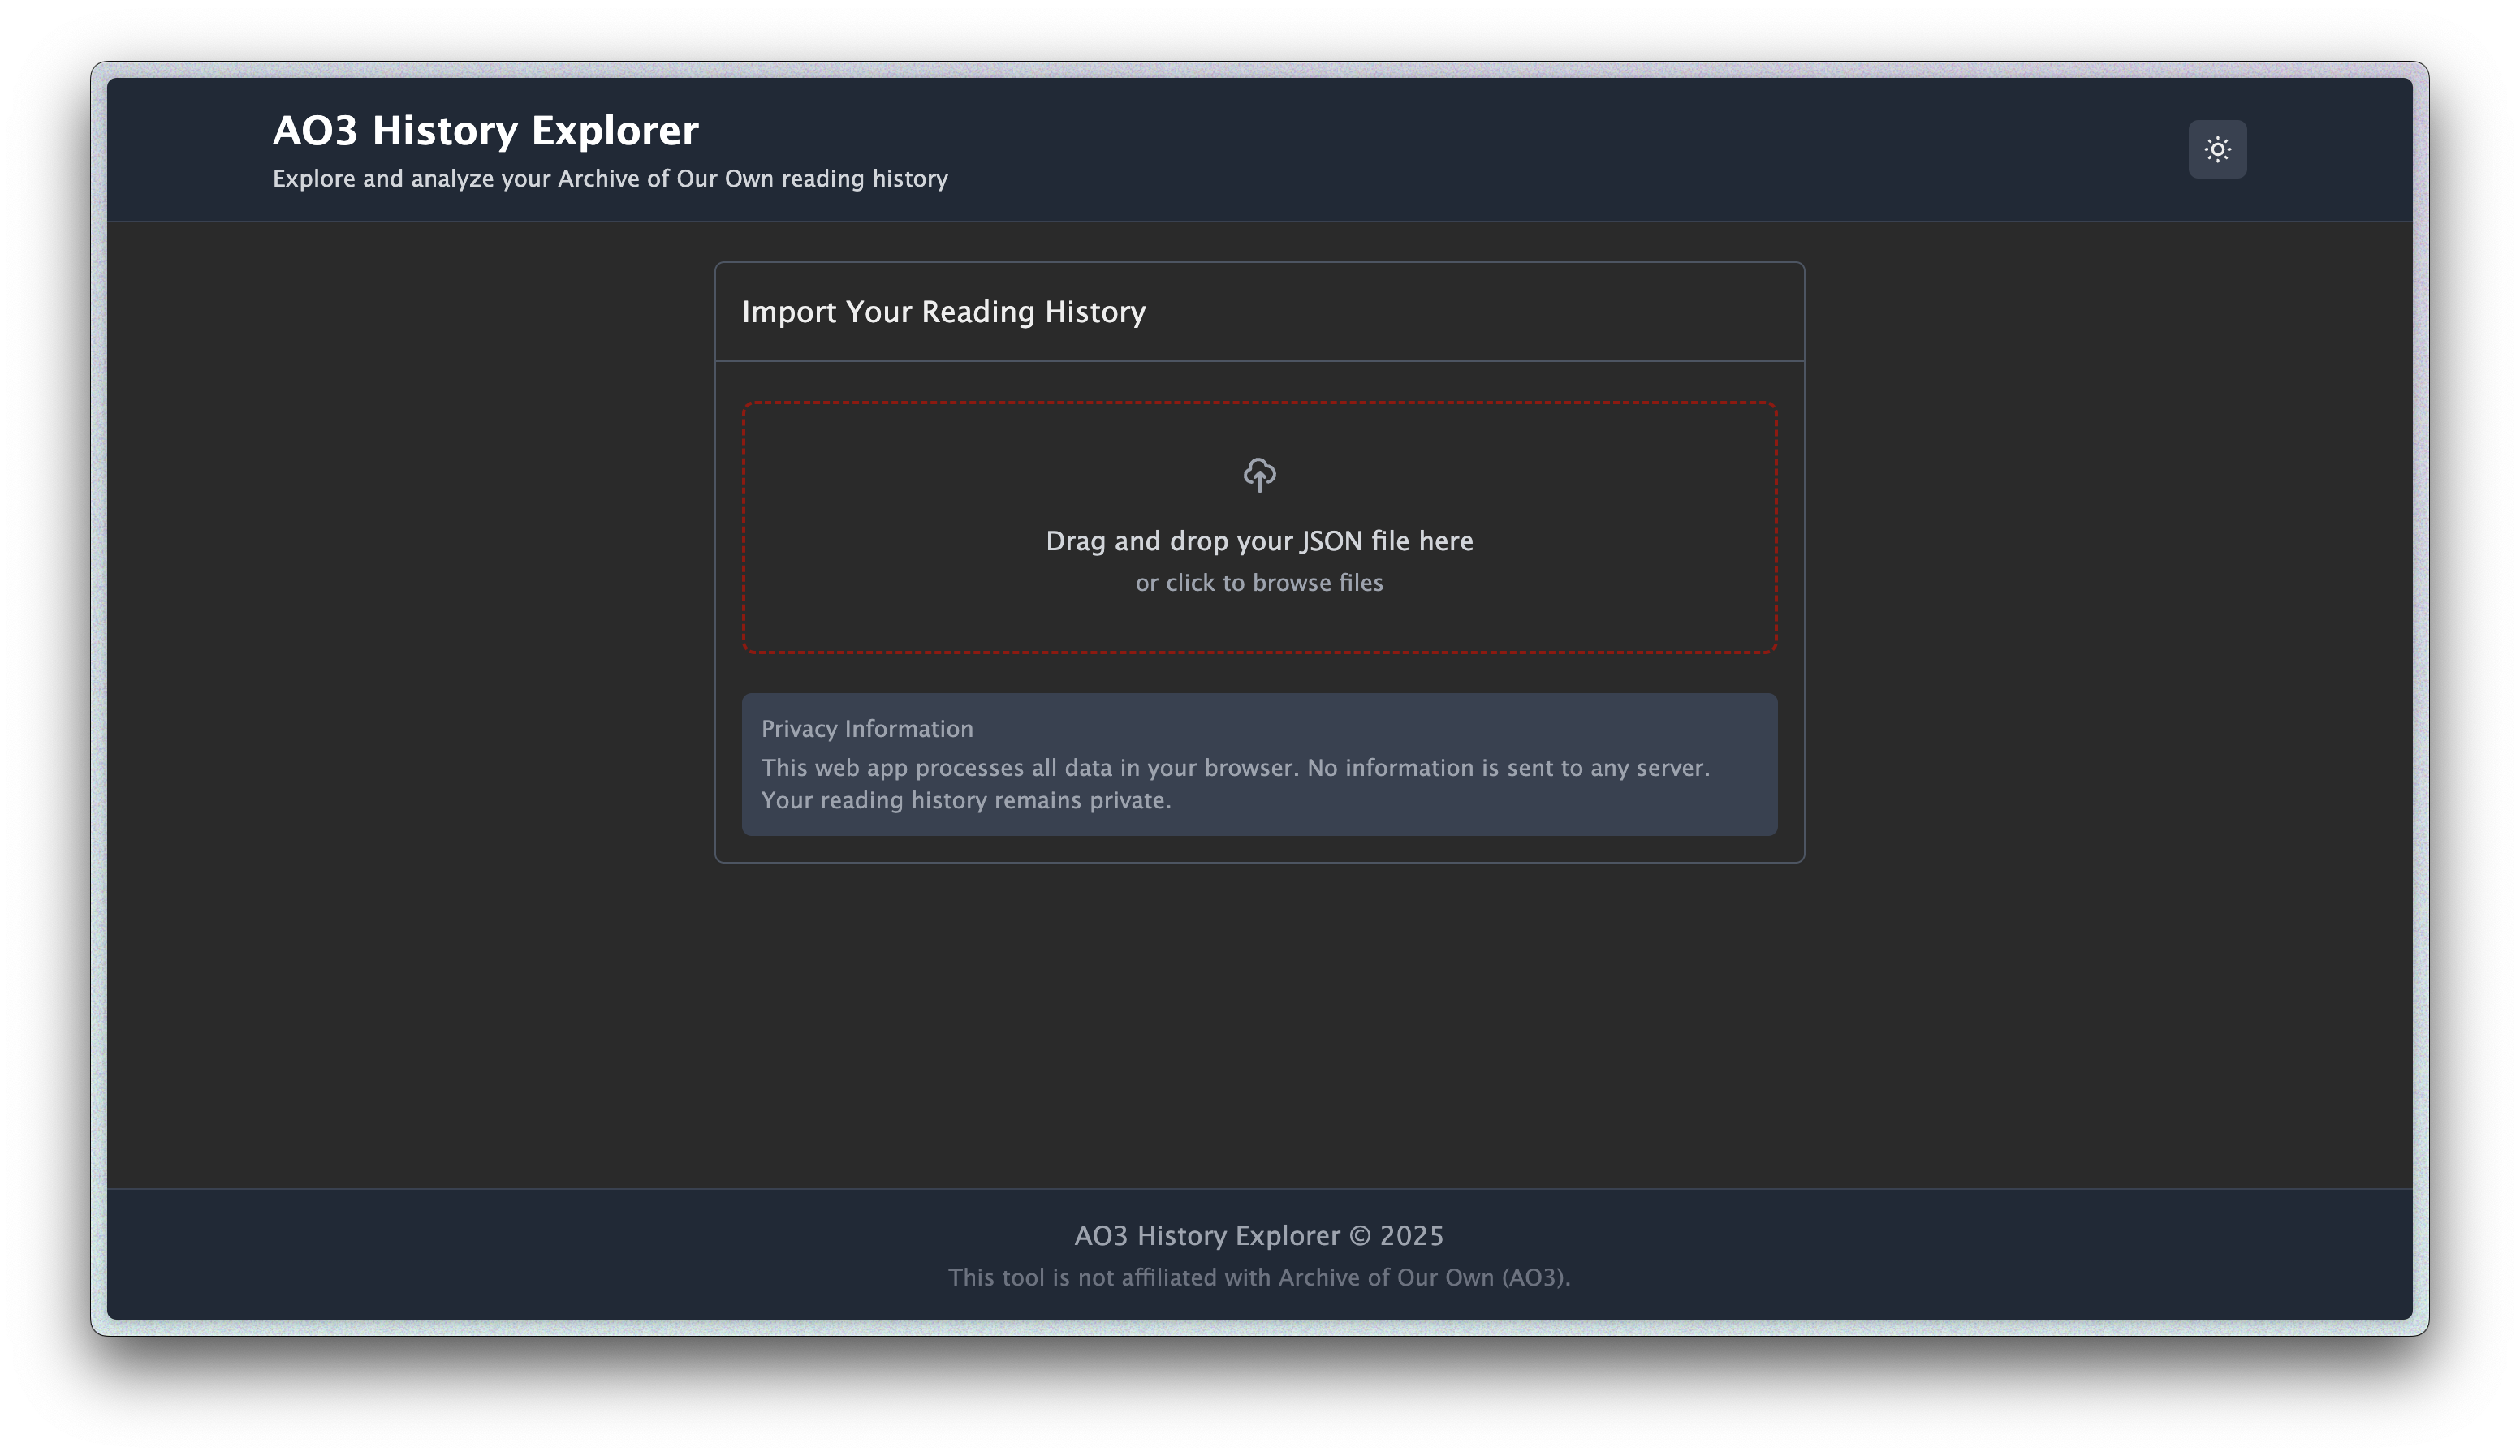 AO3 History Explorer
Explore and analyze your Archive of Our Own reading history
Import Your Reading History
Drag and drop your JSON file here
or click to browse files
Privacy Information
This web app processes all data in your browser. No information is sent to any server.
Your reading history remains private.
AO3 History Explorer © 2025
This tool is not affiliated with Archive of Our Own (AO3).